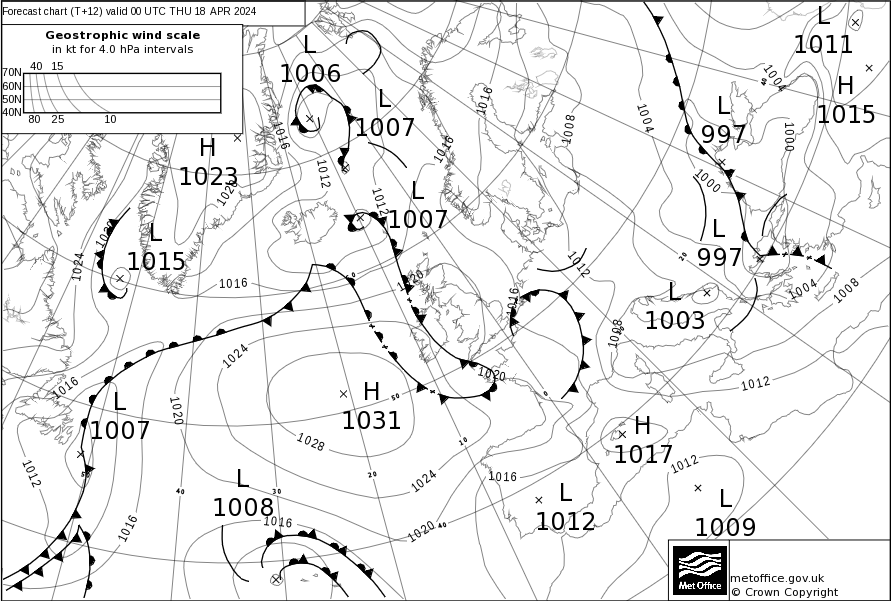 Forecast chart (T+12) valid 00 UTC THU 18 APR 2024
Geostrophic wind scale
in kt for 4.0 hPa intervals
40 15
70N
60N
50N
40N
80 25 10
L
1006
L
1007
H
1023
L
1007
L
1015
L
1011
H
1015
L
997
L
997
L
1003
H
1031
L
1007
L
1008
H
1017
L
1012
L
1009
1016
1016
1016
1008
1004
1004
1000
1000
1012
1012
1020
1020
1024
1016
1020
1012
1016
1008
1004
1008
1024
1016
1020
1020
1012
1028
1012
1012
1024
1016
1016
1016
1020
40
30
20
10
0
50
40
20
60
40
Met Office
metoffice.gov.uk
© Crown Copyright